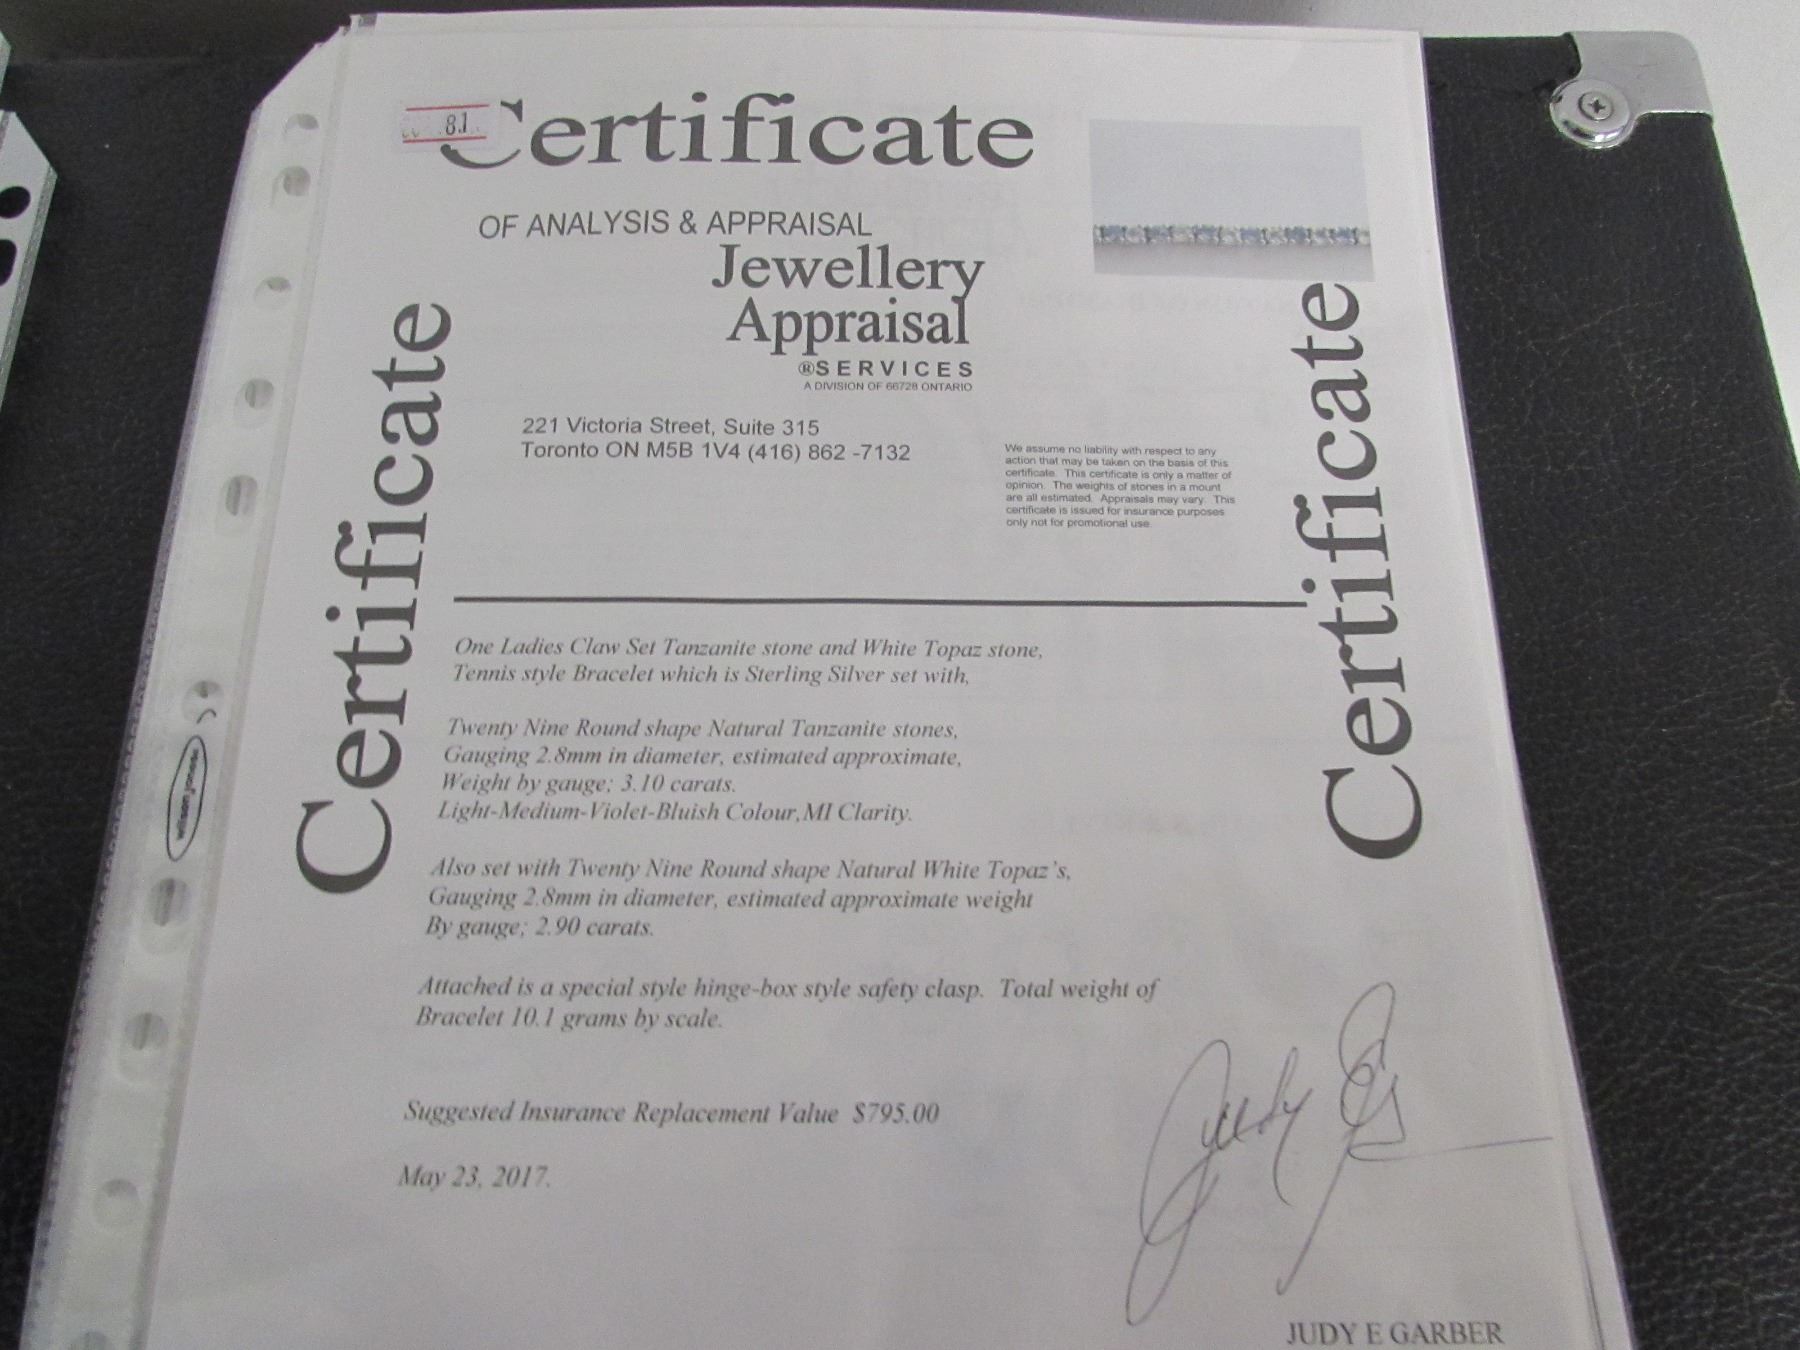 81
Certificate
OF ANALYSIS & APPRAISAL
Jewellery
Appraisal
®SERVICES
A DIVISION OF 66728 ONTARIO
221 Victoria Street, Suite 315
Toronto ON M5B 1V4 (416) 862 -7132
We assume no liability with respect to any
action that may be taken on the basis of this
certificate. This certificate is only a matter of
opinion. The weights of stones in a mount
are all estimated. Appraisals may vary. This
certificate is issued for insurance purposes
only not for promotional use.
Certificate
Certificate
One Ladies Claw Set Tanzanite stone and White Topaz stone,
Tennis style Bracelet which is Sterling Silver set with,
Twenty Nine Round shape Natural Tanzanite stones,
Gauging 2.8mm in diameter, estimated approximate,
Weight by gauge; 3.10 carats.
Light-Medium-Violet-Bluish Colour,MI Clarity.
Also set with Twenty Nine Round shape Natural White Topaz's,
Gauging 2.8mm in diameter, estimated approximate weight
By gauge; 2.90 carats.
Attached is a special style hinge-box style safety clasp. Total weight of
Bracelet 10.1 grams by scale.
Suggested Insurance Replacement Value $795.00
May 23, 2017.
JUDY E GARBER